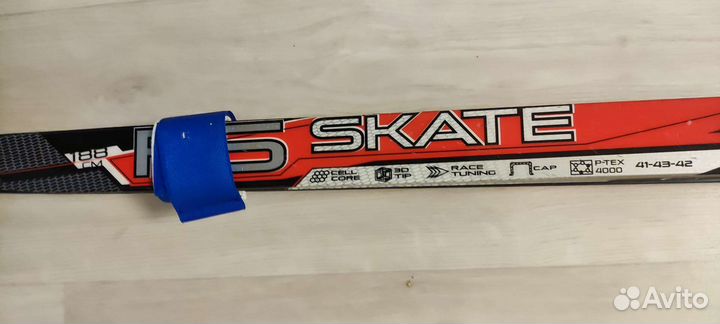 188 CM
SKATE
CELL CORE
3D TIP
RACE TUNING
CAP
P-TEX 4000
41-43-42
Avito